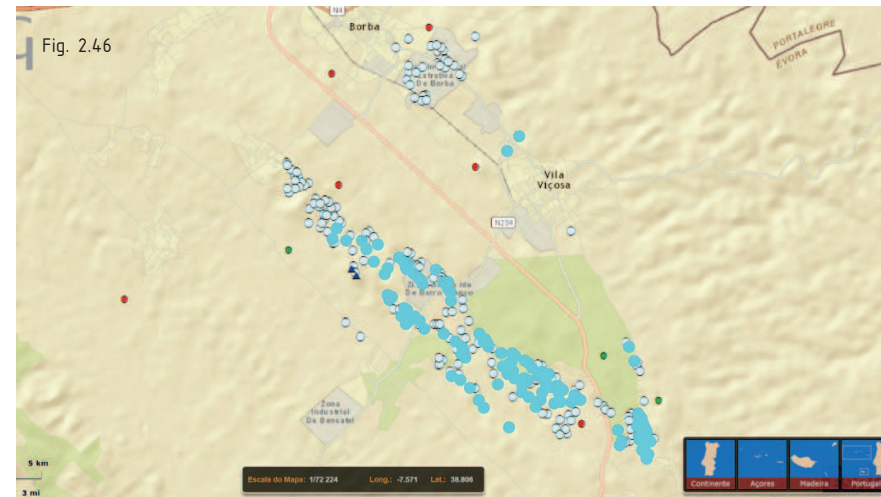 Fig. 2.46
N4
Borba
Extrativa
De Borba
PORTALEGRE
ÉVORA
Vila
Viçosa
N254
Zona
Industrial
De Bencatel
5 km
3 mi
Escala do Mapa: 1/72 224 Long.: -7.571 Lat.: 38.806
Continente
Açores
Madeira
Portugal